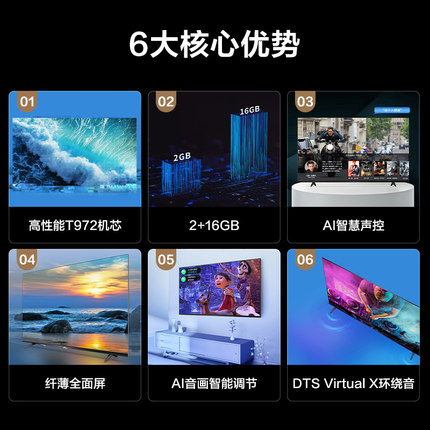 6大核心优势
01
高性能T972机芯
02
16GB
2GB
2+16GB
03
AI智慧声控
04
纤薄全面屏
05
AI音画智能调节
06
DTS Virtual X环绕音